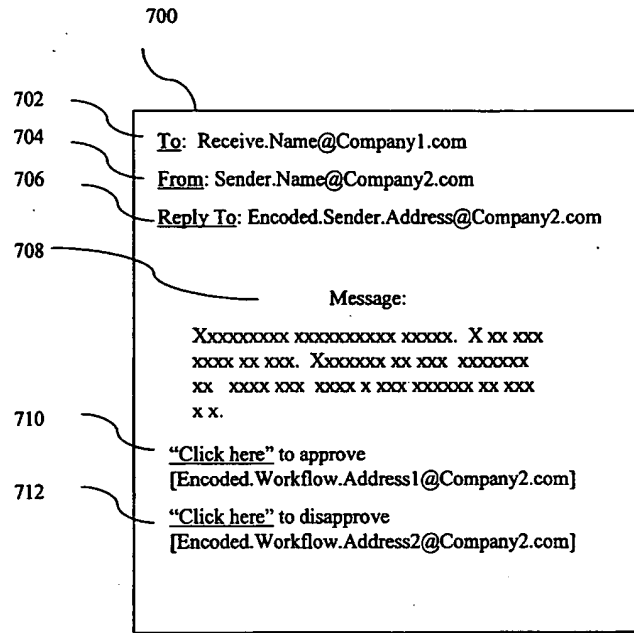 700
702
To: Receive.Name@Company1.com
704
From: Sender.Name@Company2.com
706
Reply To: Encoded.Sender.Address@Company2.com
708
Message:
Xxxxxxxxx xxxxxxxxxx xxxxx. X xx xxx
xxxx xx xxx. Xxxxxxx xx xxx xxxxxxx
xx xxxx xxx xxxx x xxx xxxxxx xx xxx
x x.
710
"Click here" to approve
[Encoded.Workflow.Address1@Company2.com]
712
"Click here" to disapprove
[Encoded.Workflow.Address2@Company2.com]